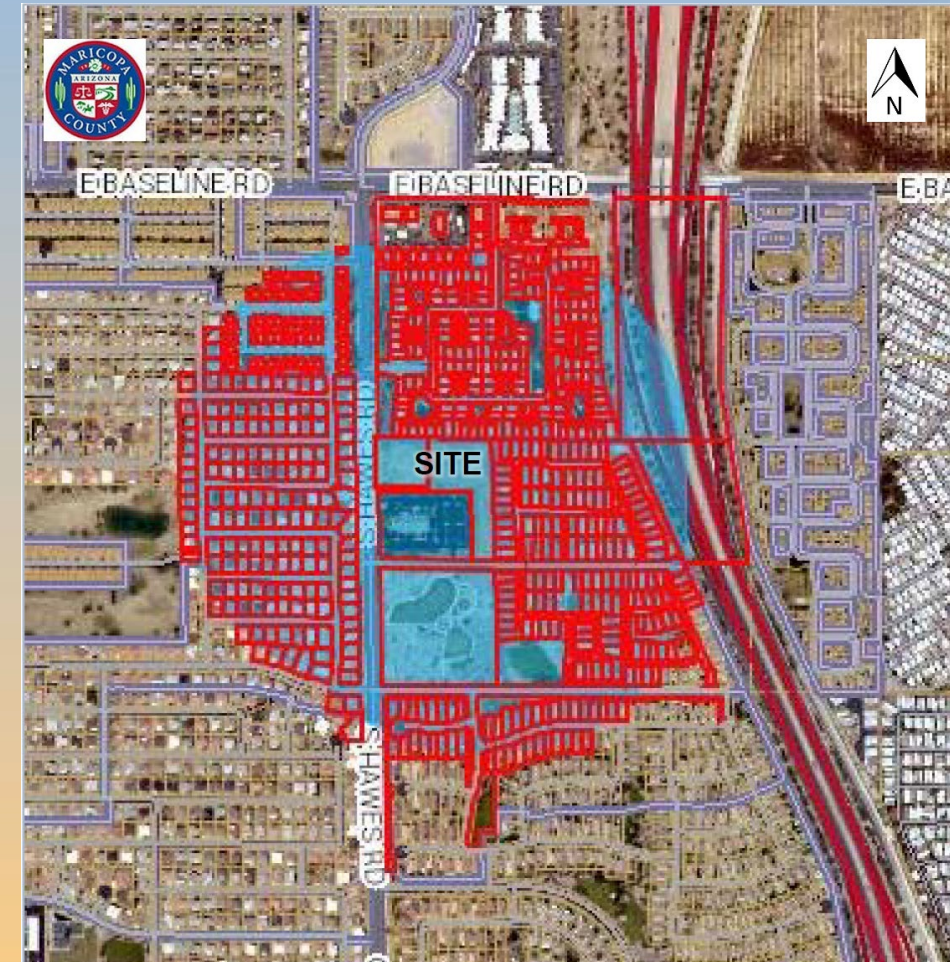 MARICOPA
ARIZONA
COUNTY
N
E BASELINE RD
E BASELINE RD
E BA
S HAWES RD
SITE
S HAWES RD